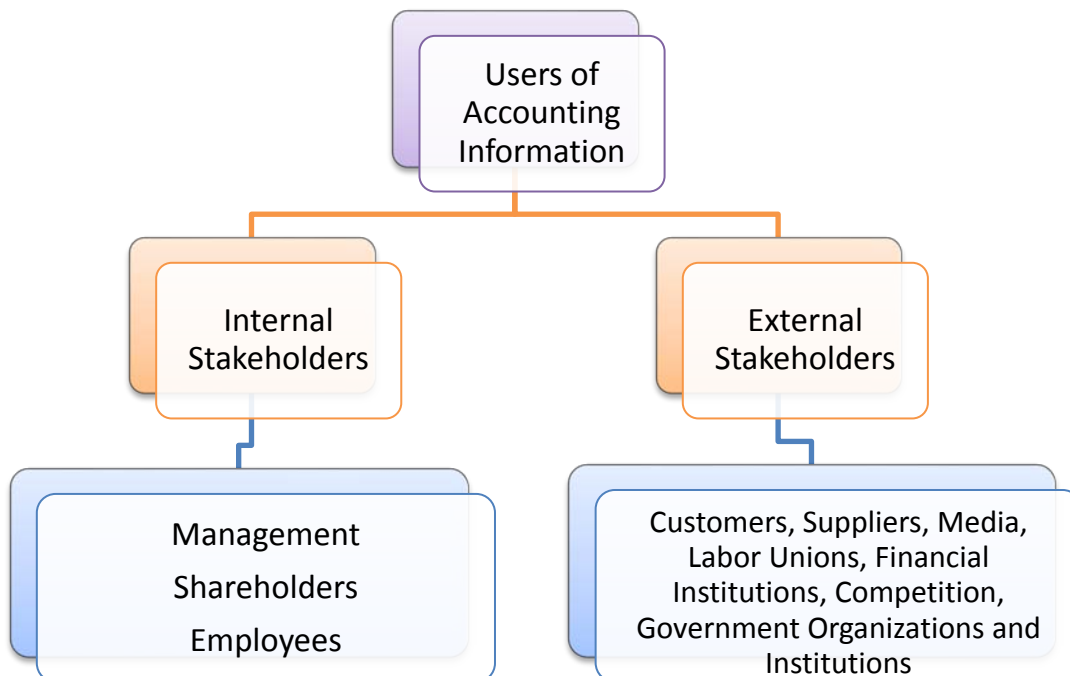 Users of
Accounting
Information
Internal
Stakeholders
External
Stakeholders
Management
Shareholders
Employees
Customers, Suppliers, Media,
Labor Unions, Financial
Institutions, Competition,
Government Organizations and
Institutions